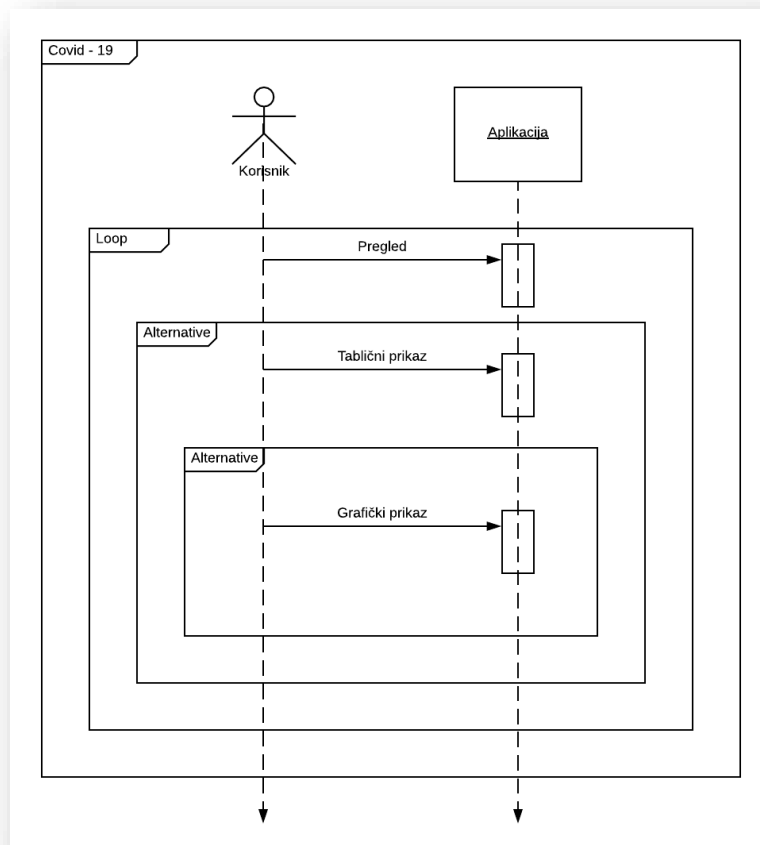 Covid - 19
Korisnik
Aplikacija
Loop
Pregled
Alternative
Tablični prikaz
Alternative
Grafički prikaz